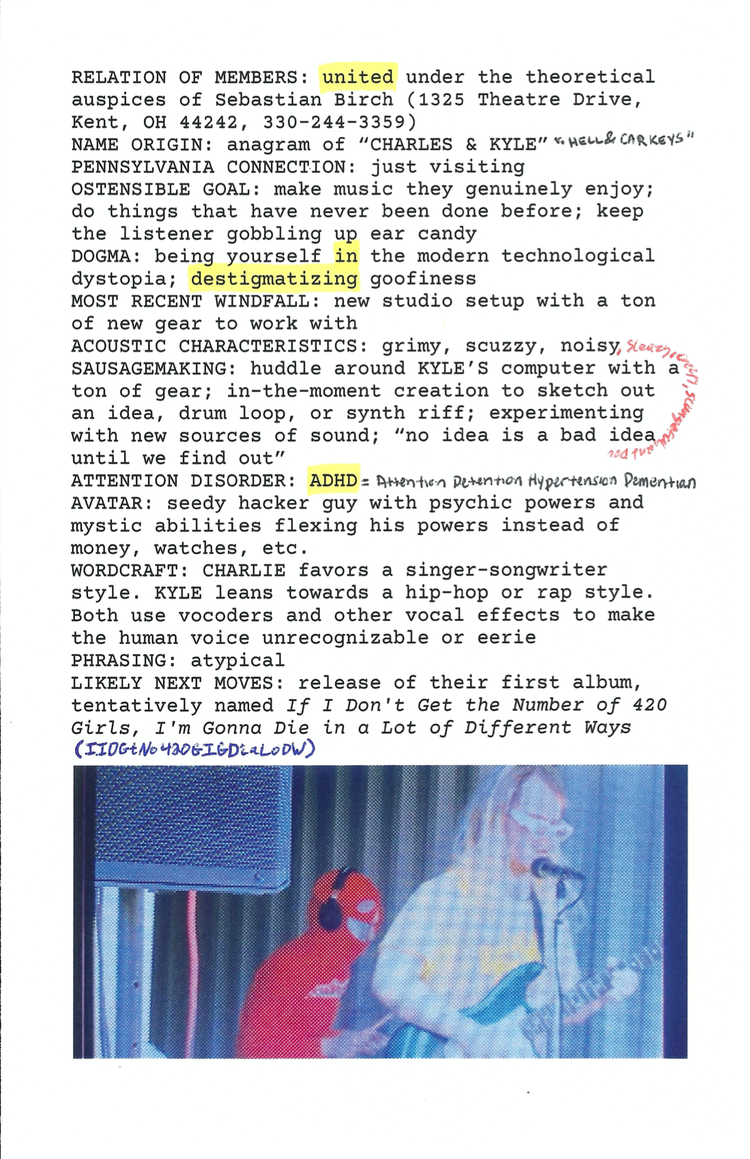 RELATION OF MEMBERS: united under the theoretical
auspices of Sebastian Birch (1325 Theatre Drive,
Kent, OH 44242, 330-244-3359)
NAME ORIGIN: anagram of “CHARLES & KYLE” "HELL & CAR KEYS"
PENNSYLVANIA CONNECTION: just visiting
OSTENSIBLE GOAL: make music they genuinely enjoy;
do things that have never been done before; keep
the listener gobbling up ear candy
DOGMA: being yourself in the modern technological
dystopia; destigmatizing goofiness
MOST RECENT WINDFALL: new studio setup with a ton
of new gear to work with
ACOUSTIC CHARACTERISTICS: grimy, scuzzy, noisy, sleazy,
SAUSAGEMAKING: huddle around KYLE'S computer with a
ton of gear; in-the-moment creation to sketch out
an idea, drum loop, or synth riff; experimenting
with new sources of sound; “no idea is a bad idea
until we find out”
ATTENTION DISORDER: ADHD = Attention Detention Hypertension Demention
AVATAR: seedy hacker guy with psychic powers and
mystic abilities flexing his powers instead of
money, watches, etc.
WORDCRAFT: CHARLIE favors a singer-songwriter
style. KYLE leans towards a hip-hop or rap style.
Both use vocoders and other vocal effects to make
the human voice unrecognizable or eerie
PHRASING: atypical
LIKELY NEXT MOVES: release of their first album,
tentatively named If I Don't Get the Number of 420
Girls, I'm Gonna Die in a Lot of Different Ways
(IIDGtNo420GIGDiaLoDW)